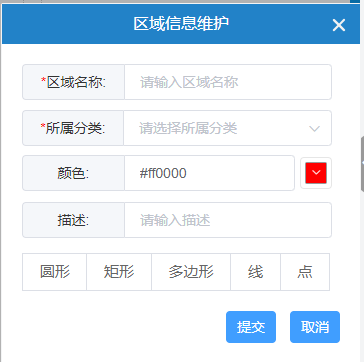 区域信息维护
*区域名称: 请输入区域名称
*所属分类: 请选择所属分类
颜色: #ff0000
描述: 请输入描述
圆形 矩形 多边形 线 点
提交 取消